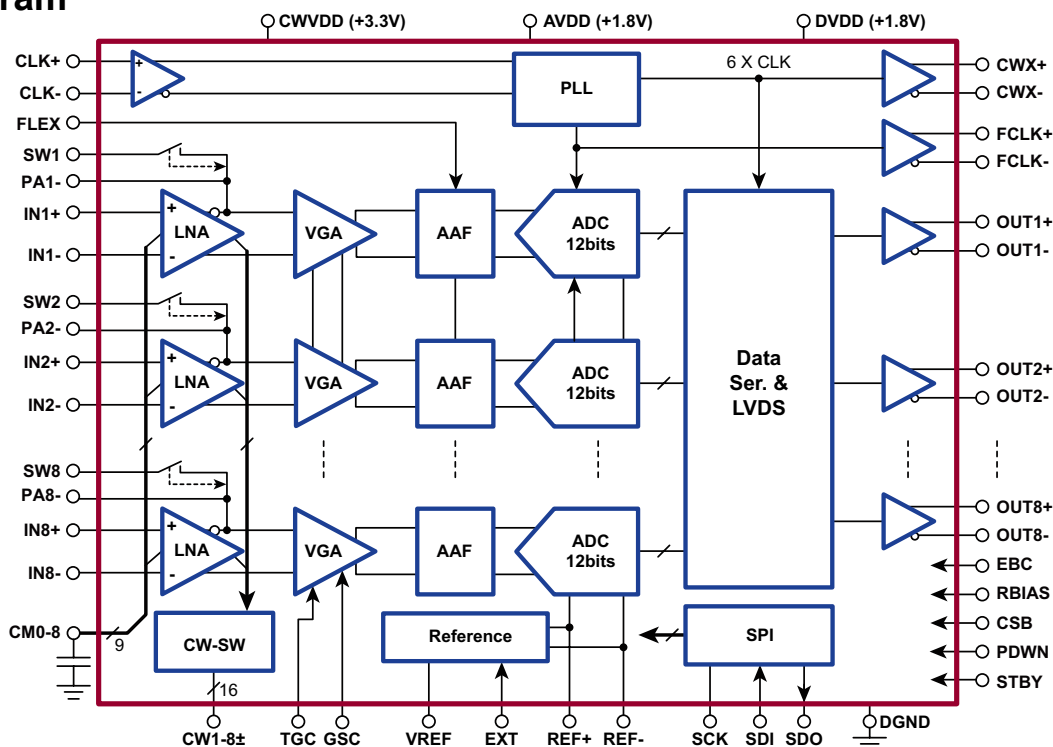 ram
CWVDD (+3.3V)
AVDD (+1.8V)
DVDD (+1.8V)
CLK+
CLK-
FLEX
SW1
PA1-
IN1+
IN1-
SW2
PA2-
IN2+
IN2-
SW8
PA8-
IN8+
IN8-
CM0-8
9
+
-
PLL
6 X CLK
CWX+
CWX-
FCLK+
FCLK-
+
LNA
-
VGA
AAF
ADC
12bits
OUT1+
OUT1-
+
LNA
-
VGA
AAF
ADC
12bits
Data
Ser. &
LVDS
OUT2+
OUT2-
+
LNA
-
VGA
AAF
ADC
12bits
OUT8+
OUT8-
EBC
RBIAS
CSB
PDWN
STBY
CW-SW
16
Reference
SPI
CW1-8±
TGC
GSC
VREF
EXT
REF+
REF-
SCK
SDI
SDO
DGND